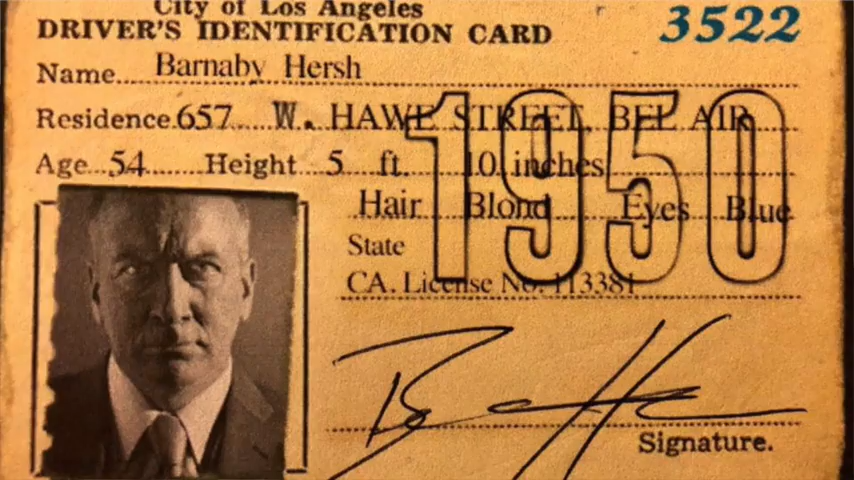 City of Los Angeles
DRIVER'S IDENTIFICATION CARD
3522
Name Barnaby Hersh
Residence 657 W. HAWE STREET, BEL AIR
Age 54 Height 5 ft. 10 inches
1950
Hair Blond Eyes Blue
State
CA. License No. 113381
Signature.